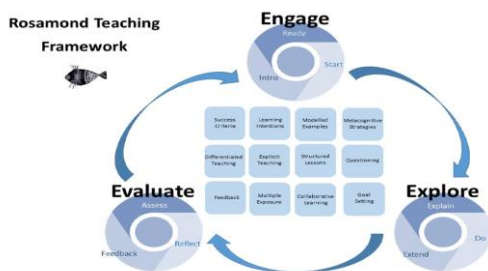 Rosamond Teaching
Framework
Engage
Ready
Start
Intro
Success
Criteria
Learning
Intentions
Modelled
Examples
Metacognitive
Strategies
Differentiated
Teaching
Explicit
Teaching
Structured
Lessons
Questioning
Feedback
Multiple
Exposure
Collaborative
Learning
Goal
Setting
Evaluate
Assess
Reflect
Feedback
Explore
Explain
Do
Extend